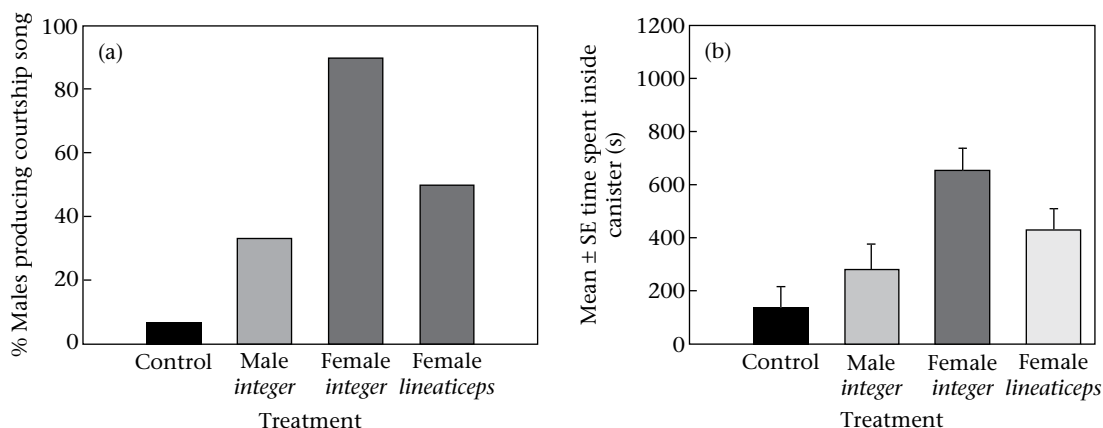 % Males producing courtship song
100
80
60
40
20
0
(a)
Control
Male
integer
Female
integer
Female
lineaticeps
Treatment
Mean ± SE time spent inside
canister (s)
1200
1000
800
600
400
200
0
(b)
Control
Male
integer
Female
integer
Female
lineaticeps
Treatment